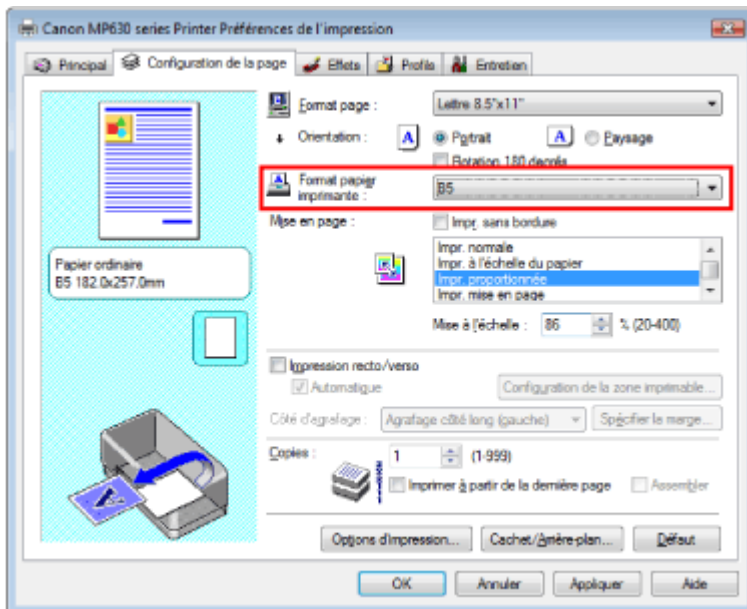 Canon MP630 series Printer Préférences de l'impression
Principal Configuration de la page Effets Profils Entretien
Format page : Lettre 8.5"x11"
Orientation : A Portrait A Paysage
Rotation 180 degrés
Format papier imprimante : B5
Mise en page : Impr. sans bordure
Impr. normale
Impr. à l'échelle du papier
Impr. proportionnée
Impr. mise en page
Papier ordinaire
B5 182.0x257.0mm
Mise à l'échelle : 86 % (20-400)
Impression recto/verso
Automatique Configuration de la zone imprimable...
Côté d'agrafage : Agrafage côté long (gauche) Spécifier la marge...
Copies : 1 (1-999)
Imprimer à partir de la dernière page Assembler
Options d'impression... Cachet/Arrière-plan... Défaut
OK Annuler Appliquer Aide